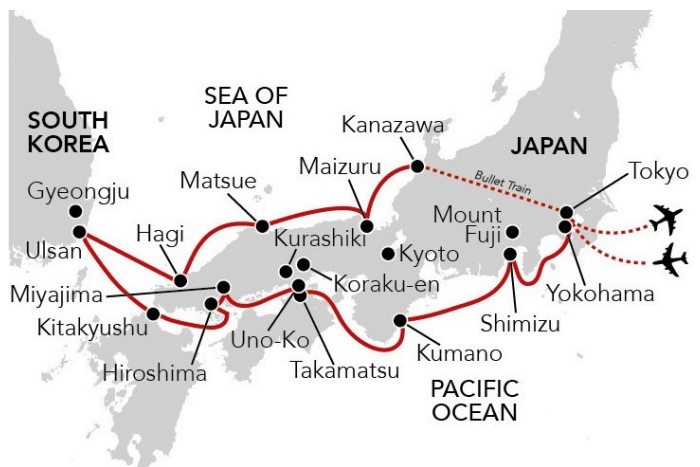 SEA OF
JAPAN
SOUTH
KOREA
Kanazawa
JAPAN
Maizuru
Bullet Train
Tokyo
Gyeongju
Matsue
Mount
Fuji
Ulsan
Hagi
Kurashiki
Kyoto
Miyajima
Koraku-en
Yokohama
Kitakyushu
Uno-Ko
Shimizu
Hiroshima
Takamatsu
Kumano
PACIFIC
OCEAN